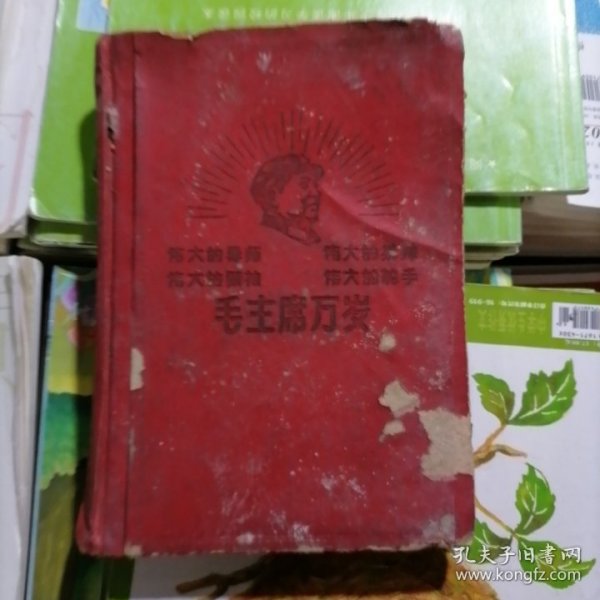 伟大的导师 伟大的统帅
伟大的领袖 伟大的舵手
毛主席万岁
孔夫子旧书网
www.kongfz.com